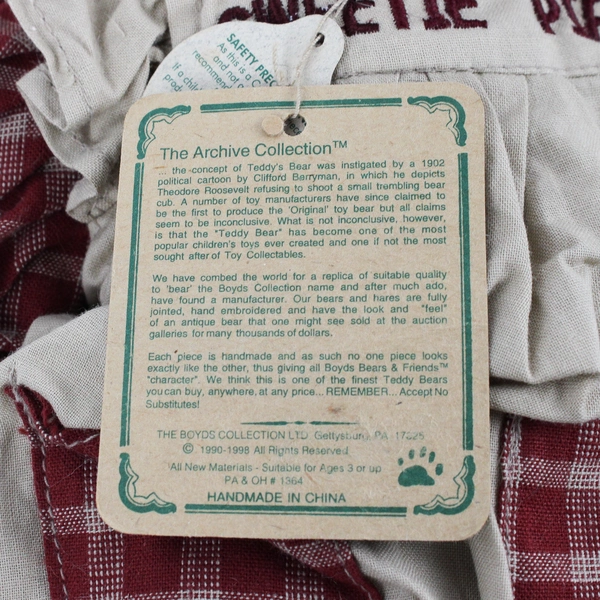 SWEETIE PIE
SAFETY PREC
As this is a C
recommend
and not
If a child
prod
The Archive Collection™
... the concept of Teddy's Bear was instigated by a 1902
political cartoon by Clifford Berryman, in which he depicts
Theodore Roosevelt refusing to shoot a small trembling bear
cub. A number of toy manufacturers have since claimed to
be the first to produce the 'Original' toy bear but all claims
seem to be inconclusive. What is not inconclusive, however,
is that the "Teddy Bear" has become one of the most
popular children's toys ever created and one if not the most
sought after of Toy Collectables.
We have combed the world for a replica of suitable quality
to 'bear' the Boyds Collection name and after much ado,
have found a manufacturer. Our bears and hares are fully
jointed, hand embroidered and have the look and "feel"
of an antique bear that one might see sold at the auction
galleries for many thousands of dollars.
Each piece is handmade and as such no one piece looks
exactly like the other, thus giving all Boyds Bears & Friends™
"character". We think this is one of the finest Teddy Bears
you can buy, anywhere, at any price... REMEMBER... Accept No
Substitutes!
THE BOYDS COLLECTION LTD. Gettysburg, PA 17325
© 1990-1998 All Rights Reserved
All New Materials - Suitable for Ages 3 or up
PA & OH # 1364
HANDMADE IN CHINA